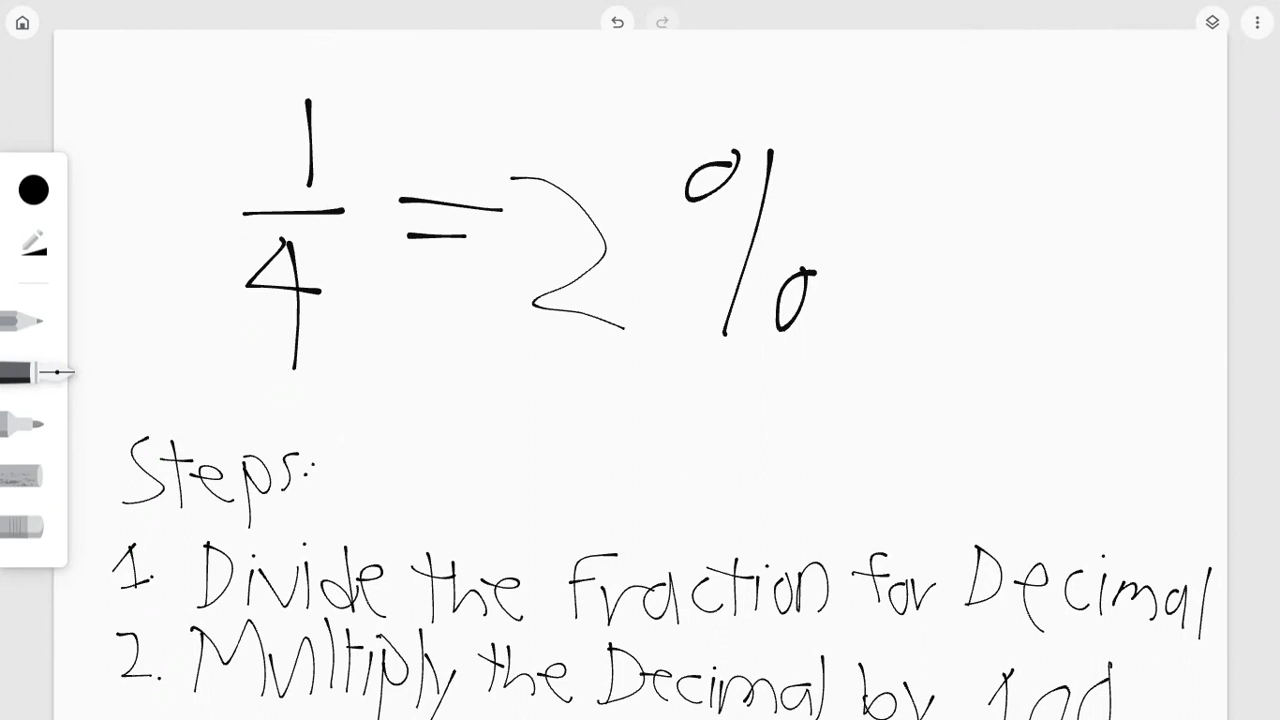 1/4 = 2 %
Steps:
1. Divide the Fraction for Decimal
2. Multiply the Decimal by